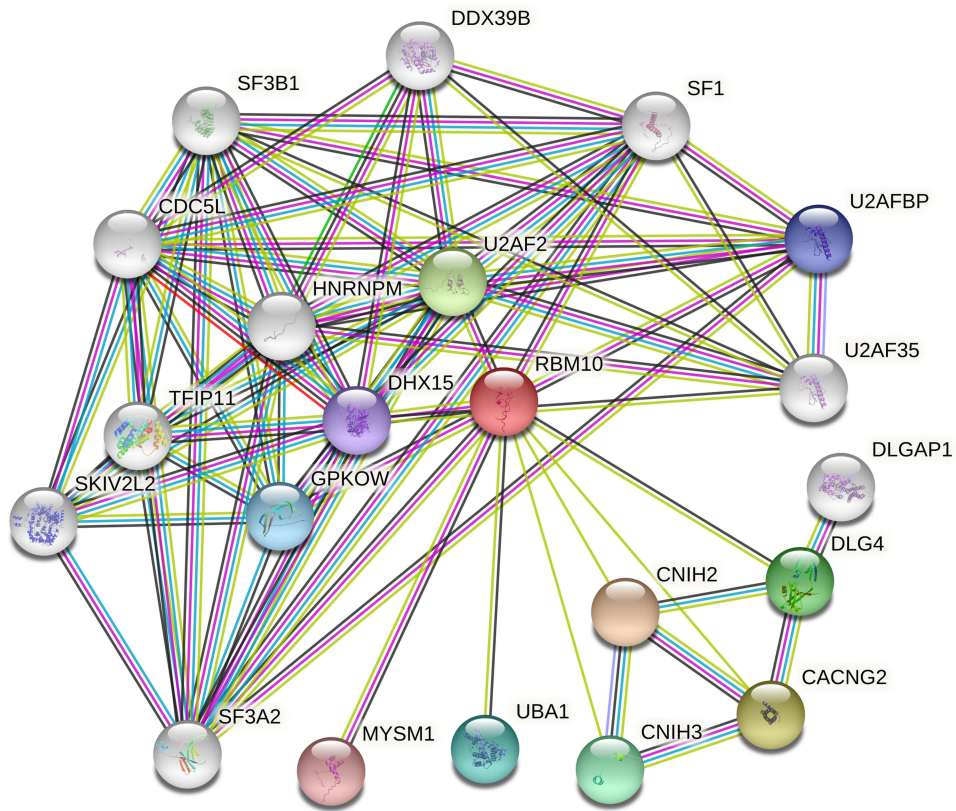 DDX39B
SF3B1
SF1
CDC5L
U2AFBP
U2AF2
HNRNPM
U2AF35
RBM10
DHX15
TFIP11
DLGAP1
SKIV2L2
GPKOW
DLG4
CNIH2
CACNG2
SF3A2
MYSM1
UBA1
CNIH3